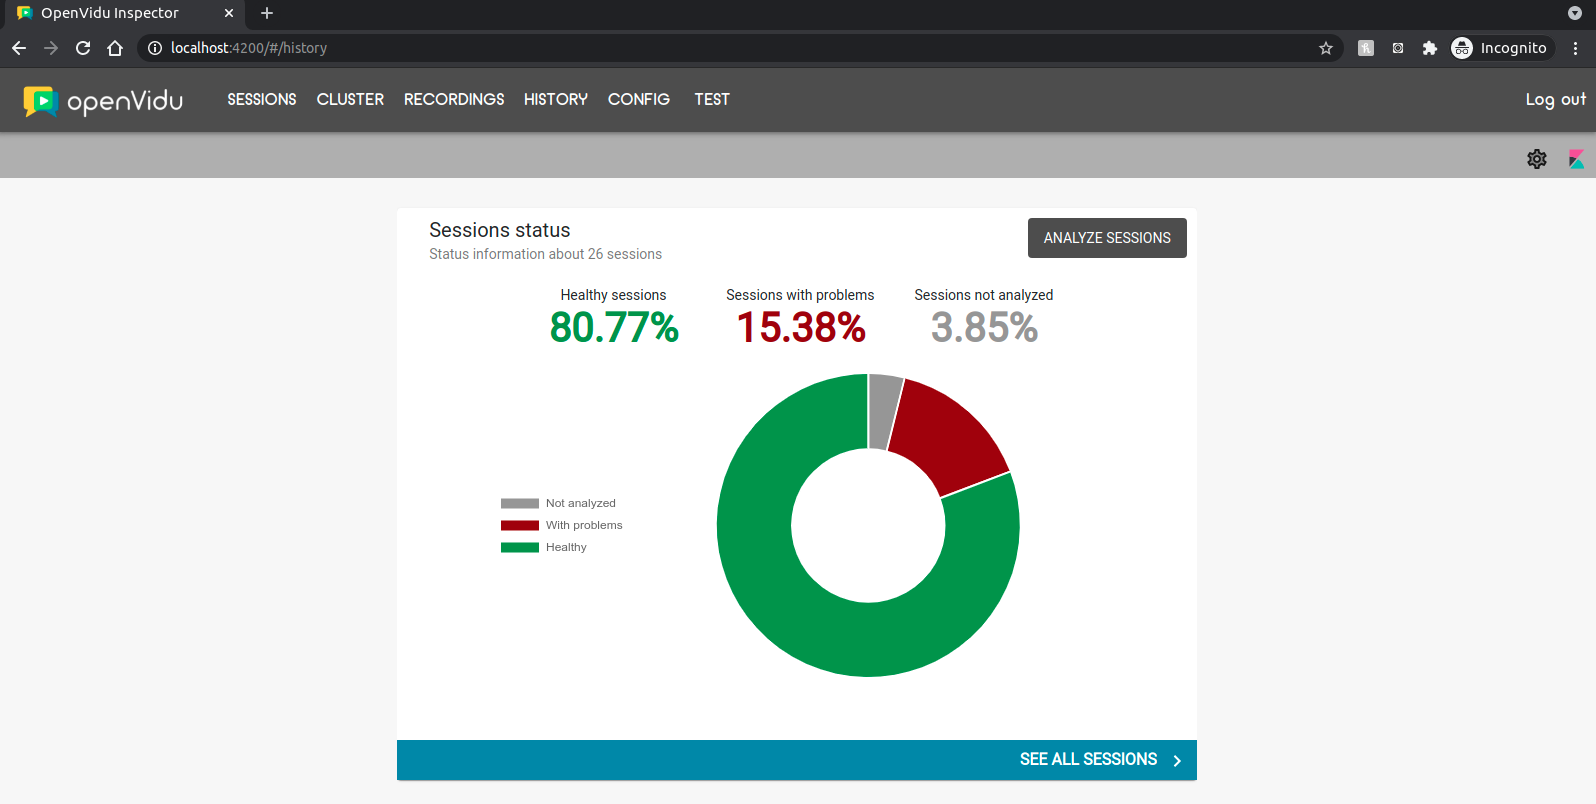 OpenVidu Inspector
localhost:4200/#/history
Incognito
openVidu
SESSIONS CLUSTER RECORDINGS HISTORY CONFIG TEST
Log out
Sessions status
Status information about 26 sessions
ANALYZE SESSIONS
Healthy sessions
80.77%
Sessions with problems
15.38%
Sessions not analyzed
3.85%
Not analyzed
With problems
Healthy
SEE ALL SESSIONS